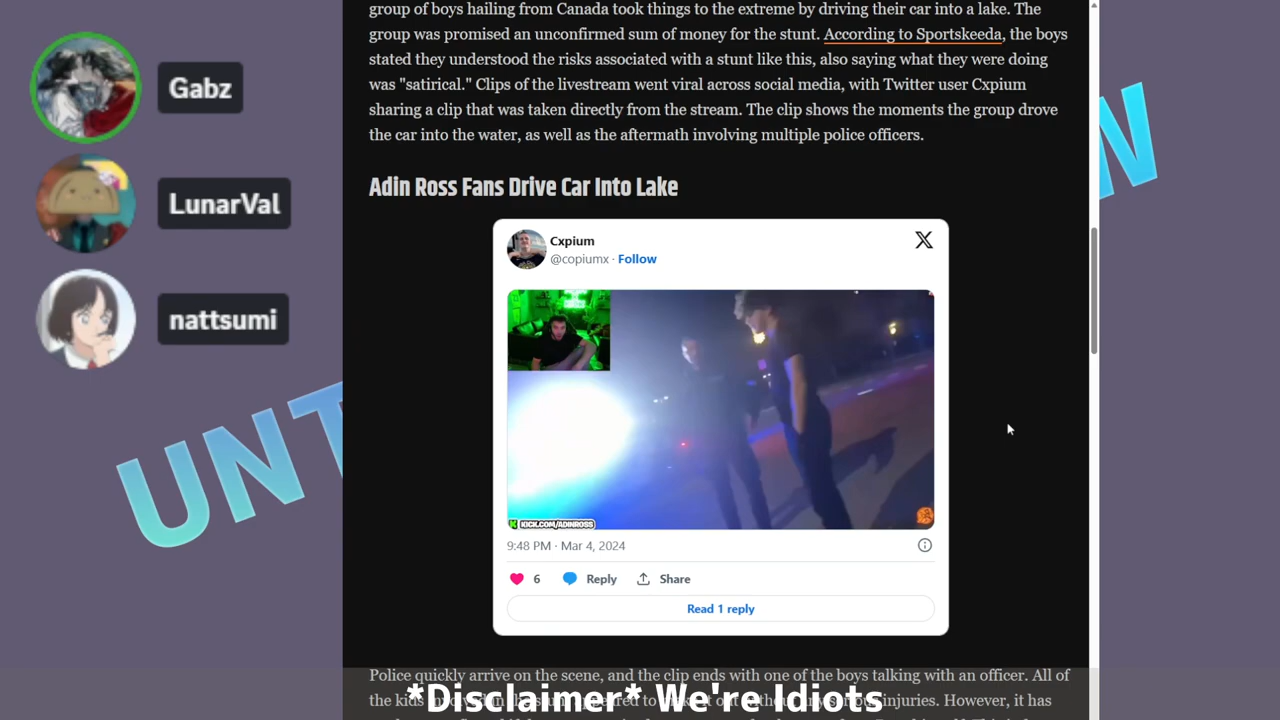 Gabz
LunarVal
nattsumi
UNT
W
group of boys hailing from Canada took things to the extreme by driving their car into a lake. The
group was promised an unconfirmed sum of money for the stunt. According to Sportskeeda, the boys
stated they understood the risks associated with a stunt like this, also saying what they were doing
was "satirical." Clips of the livestream went viral across social media, with Twitter user Cxpium
sharing a clip that was taken directly from the stream. The clip shows the moments the group drove
the car into the water, as well as the aftermath involving multiple police officers.
Adin Ross Fans Drive Car Into Lake
Cxpium
@copiumx · Follow
KICK.COM/ADINROSS
9:48 PM · Mar 4, 2024
6 Reply Share
Read 1 reply
Police quickly arrive on the scene, and the clip ends with one of the boys talking with an officer. All of
the kids injuries. However, it has
*Disclaimer* We're Idiots